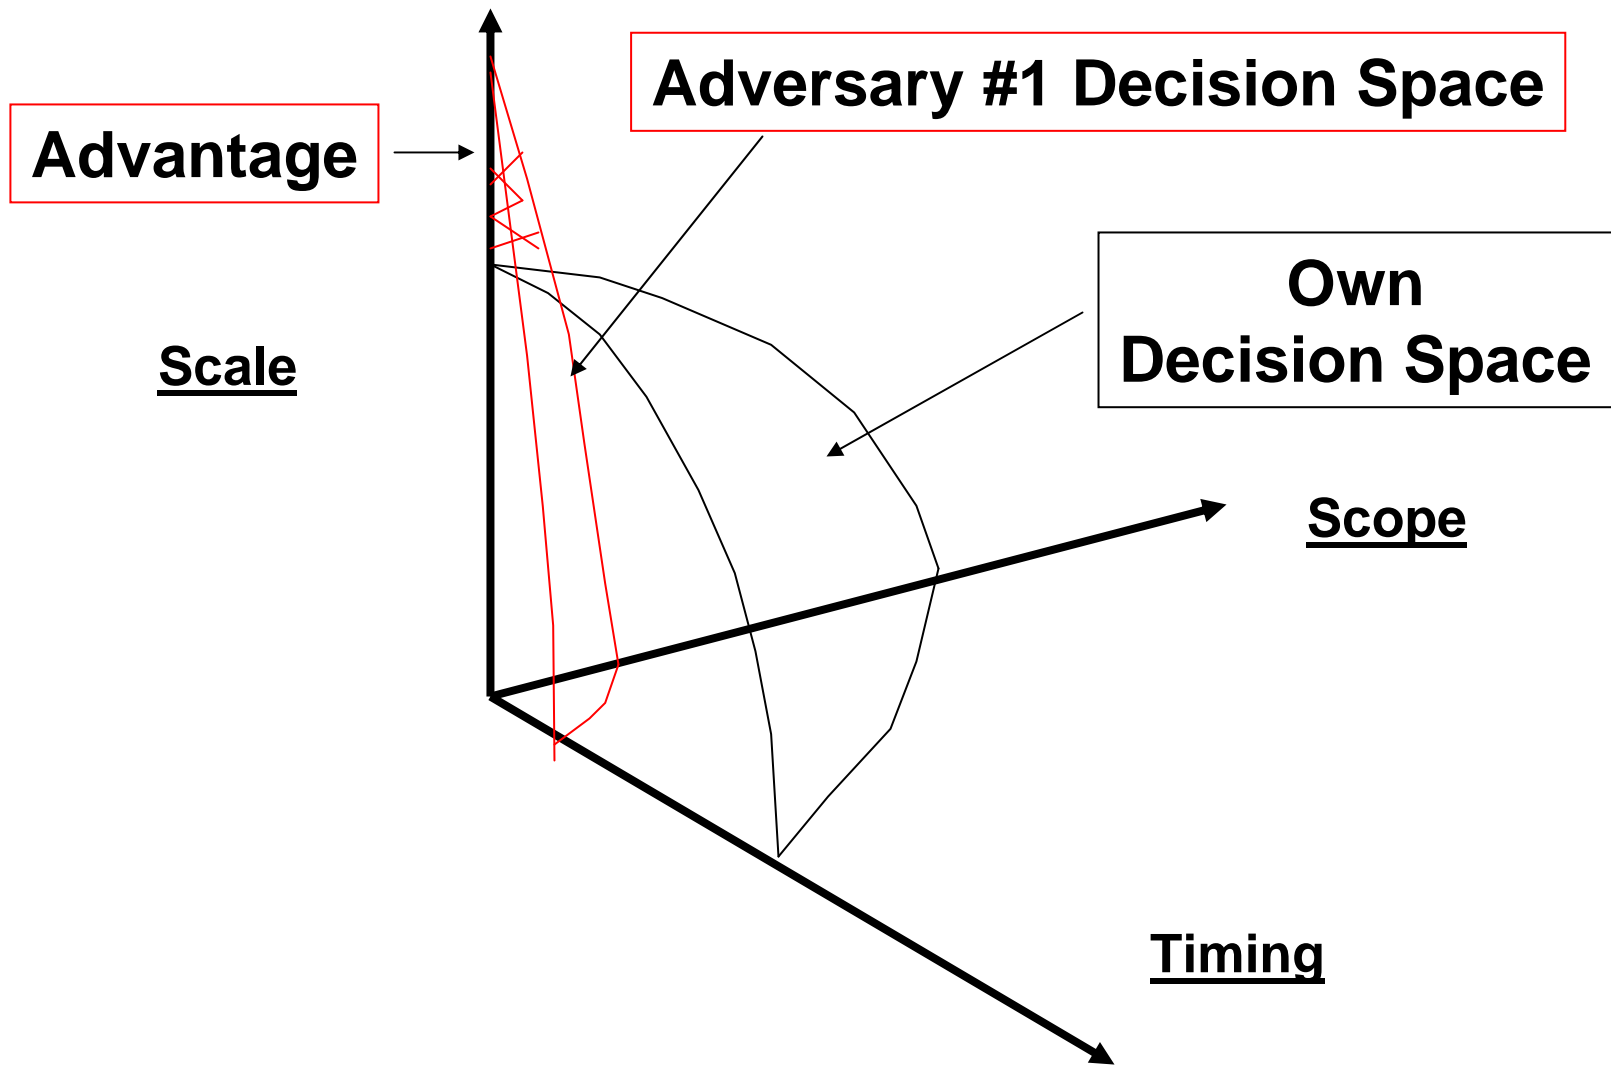 Adversary #1 Decision Space
Advantage
Own
Decision Space
Scale
Scope
Timing